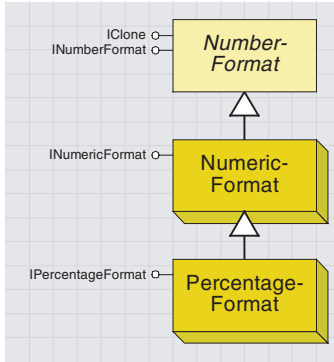 IClone
INumberFormat
Number-
Format
INumericFormat
Numeric-
Format
IPercentageFormat
Percentage-
Format